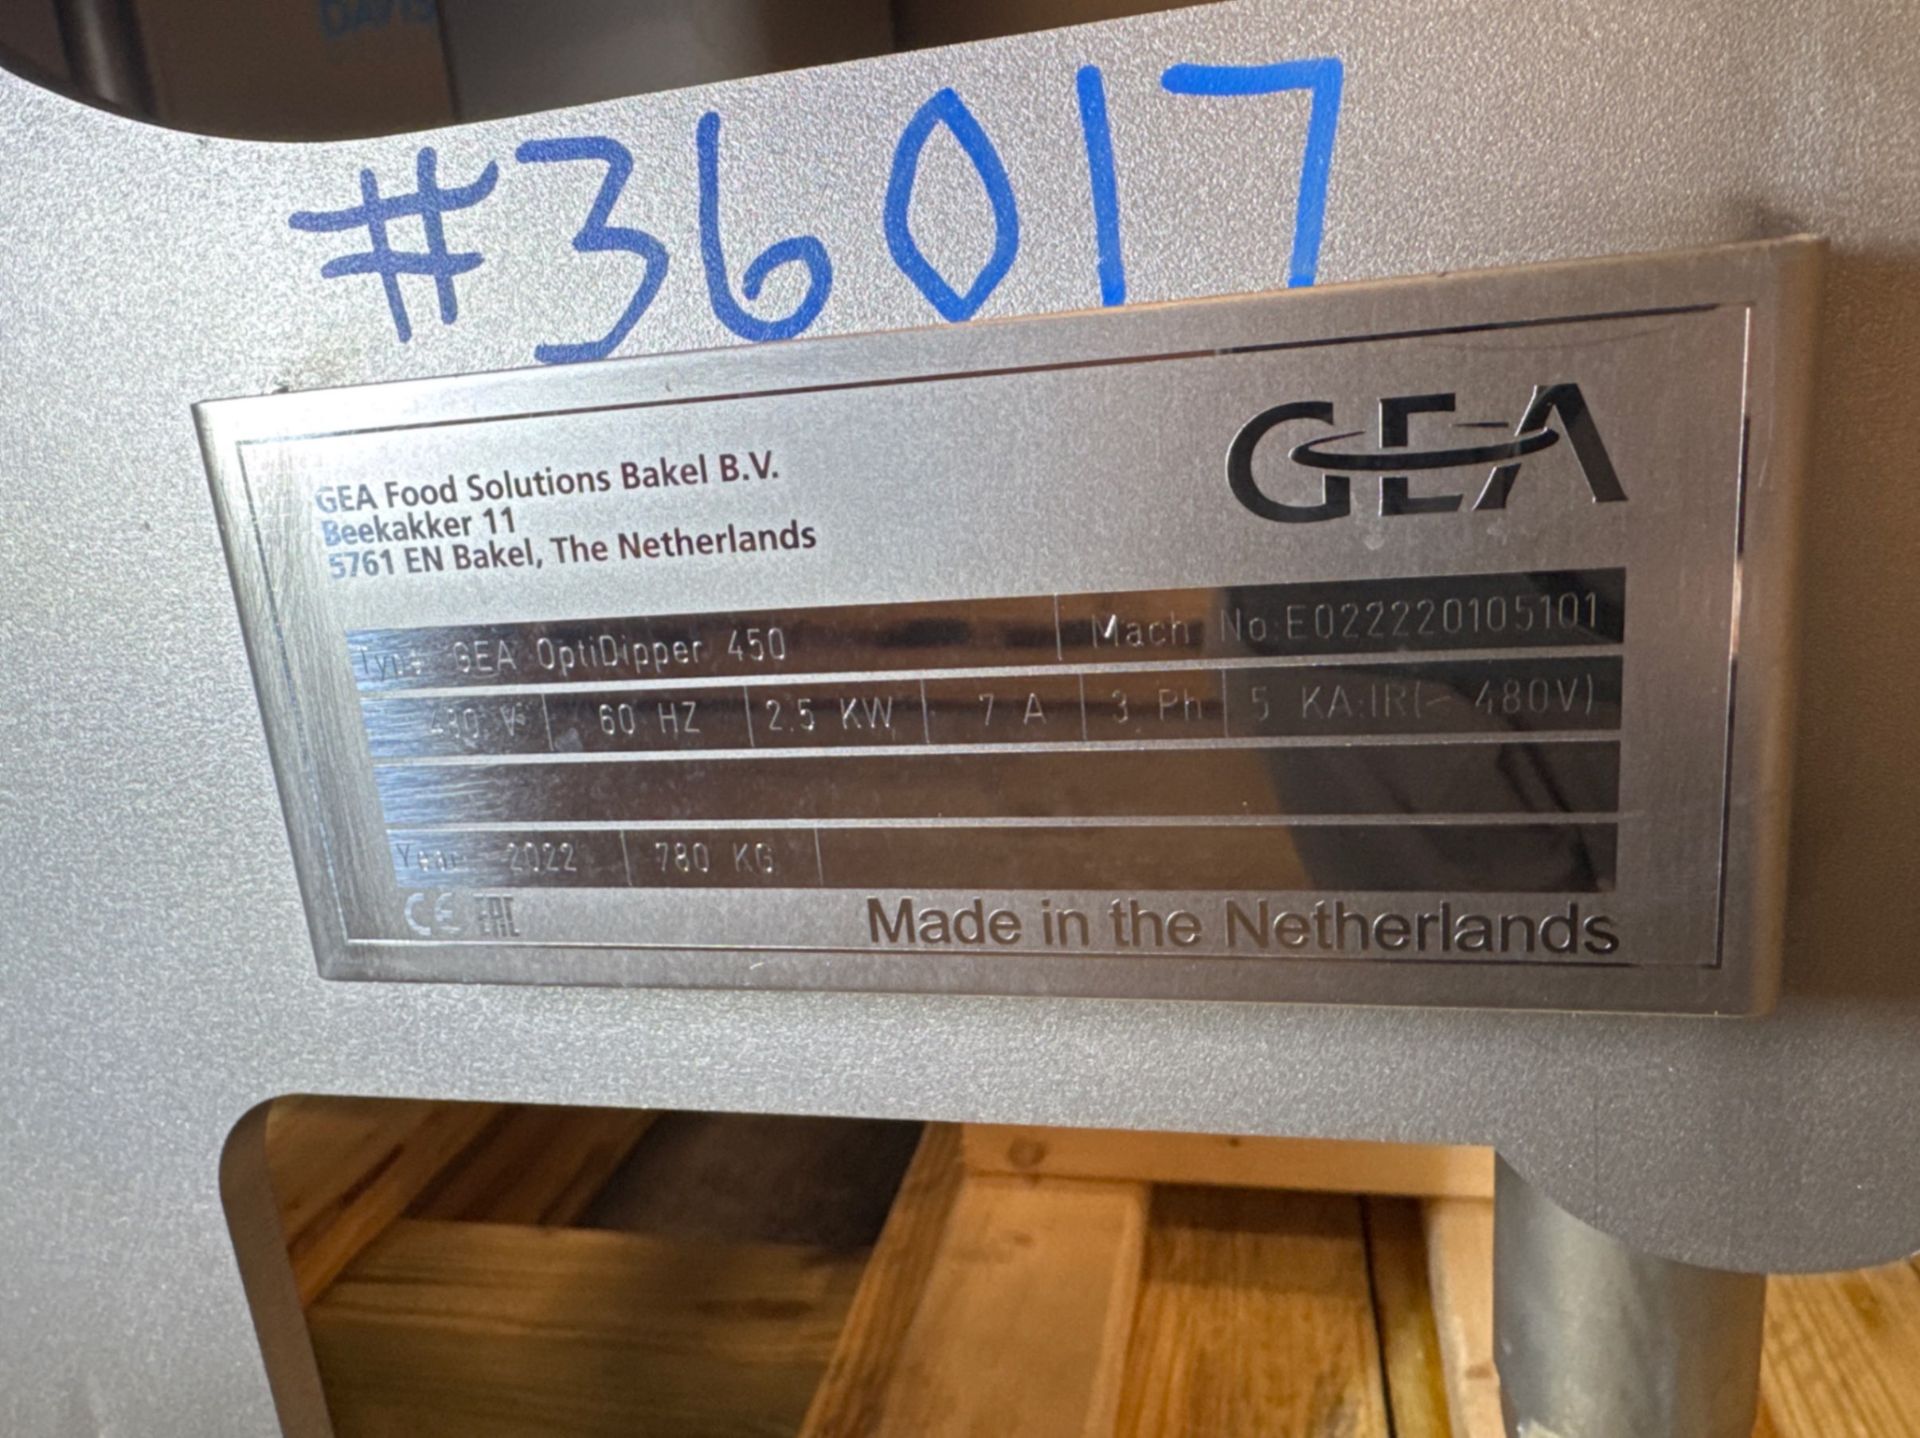 DAVIS
#36017
GEA Food Solutions Bakel B.V.
Beekakker 11
5761 EN Bakel, The Netherlands
GEA
Type GEA OptiDipper 450 Mach No:E022220105101
480 V 60 HZ 2.5 KW 7 A 3 Ph 5 KA:IR(~ 480V)
Year 2022 780 KG
CE EAC
Made in the Netherlands